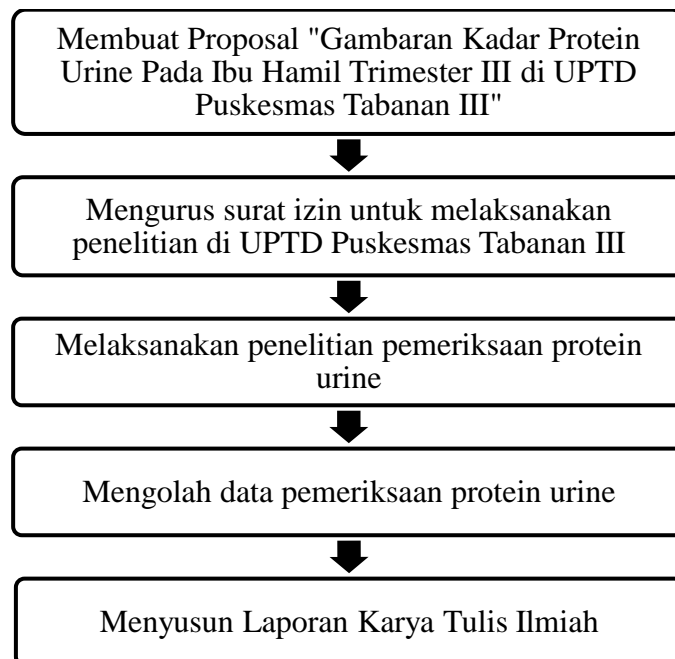 Membuat Proposal "Gambaran Kadar Protein
Urine Pada Ibu Hamil Trimester III di UPTD
Puskesmas Tabanan III"
Mengurus surat izin untuk melaksanakan
penelitian di UPTD Puskesmas Tabanan III
Melaksanakan penelitian pemeriksaan protein
urine
Mengolah data pemeriksaan protein urine
Menyusun Laporan Karya Tulis Ilmiah